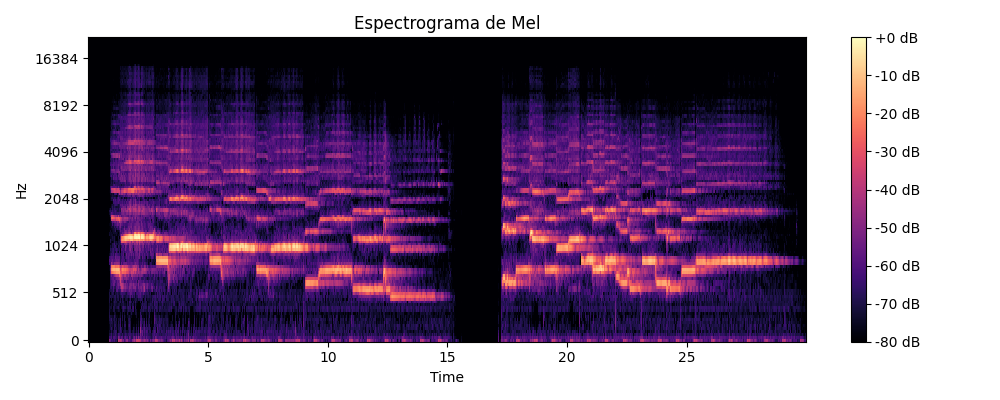 Espectrograma de Mel
Hz
16384
8192
4096
2048
1024
512
0
0 5 10 15 20 25
Time
+0 dB
-10 dB
-20 dB
-30 dB
-40 dB
-50 dB
-60 dB
-70 dB
-80 dB